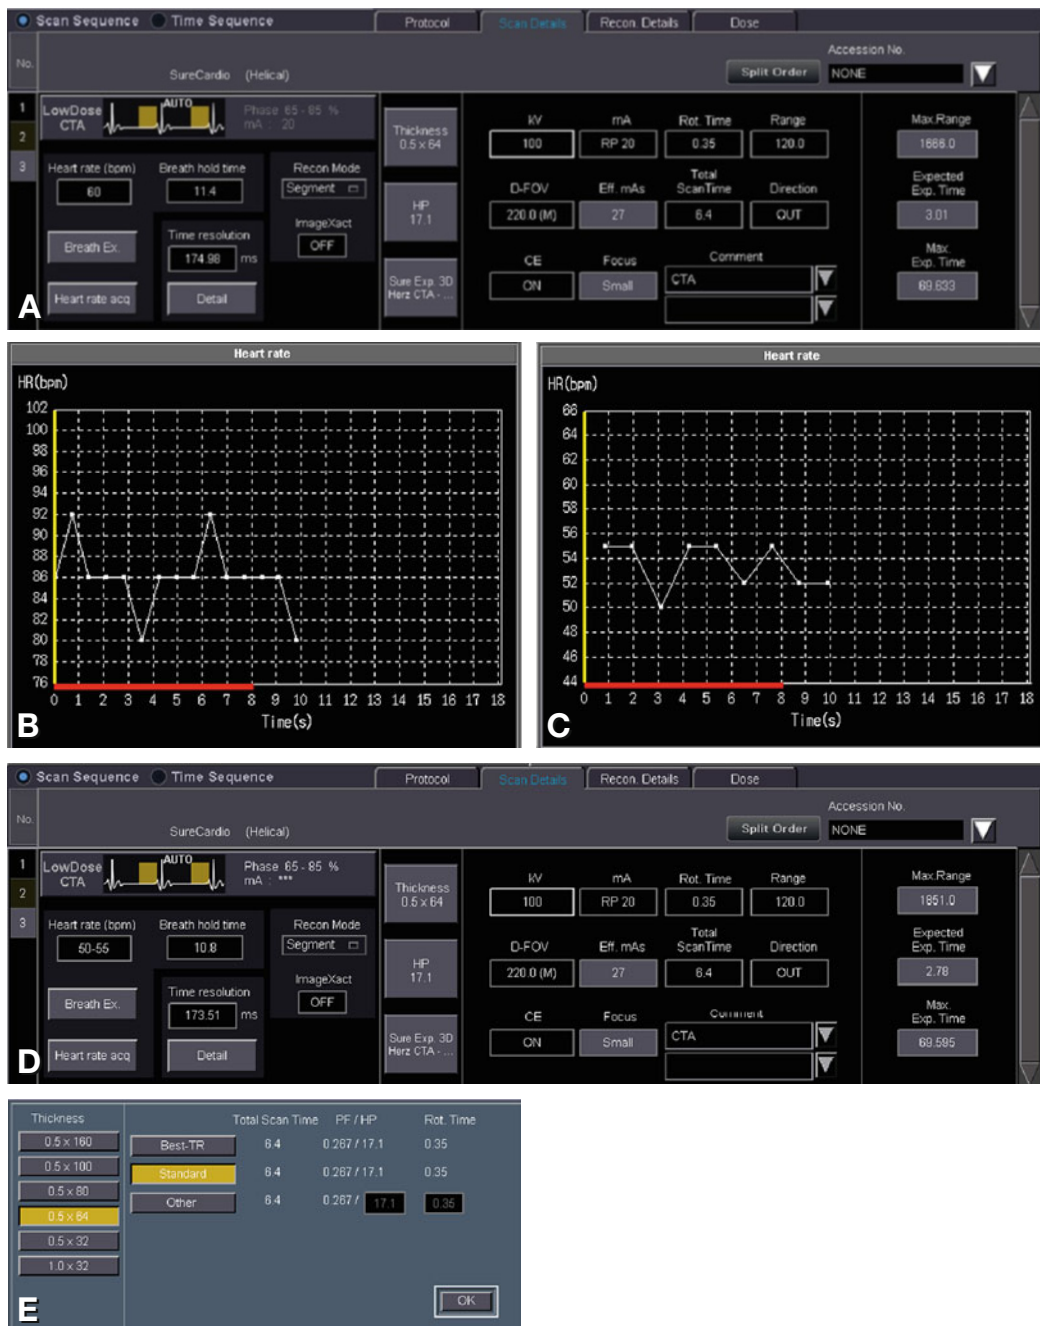 Scan Sequence Time Sequence Protocol Scan Details Recon. Details Dose
Accession No.
No. SureCardio (Helical) Split Order NONE
1 LowDose CTA AUTO Phase 65 - 85 % mA : 20
2
3
Heart rate (bpm) Breath hold time Recon Mode
60 11.4 Segment
ImageXact
OFF
Time resolution
174.98 ms
Breath Ex.
Heart rate acq Detail
Thickness
0.5 x 64
HP
17.1
Sure Exp. 3D
Herz CTA - ...
kV mA Rot. Time Range
100 RP 20 0.35 120.0
D-FOV Eff. mAs Total ScanTime Direction
220.0 (M) 27 6.4 OUT
CE Focus Comment
ON Small CTA
Max.Range
1666.0
Expected
Exp. Time
3.01
Max.
Exp. Time
69.633
A
Heart rate
HR(bpm)
102
100
98
96
94
92
90
88
86
84
82
80
78
76
0 1 2 3 4 5 6 7 8 9 10 11 12 13 14 15 16 17 18
Time(s)
B
Heart rate
HR(bpm)
66
64
62
60
58
56
54
52
50
48
46
44
0 1 2 3 4 5 6 7 8 9 10 11 12 13 14 15 16 17 18
Time(s)
C
Scan Sequence Time Sequence Protocol Scan Details Recon. Details Dose
Accession No.
No. SureCardio (Helical) Split Order NONE
1 LowDose CTA AUTO Phase 65 - 85 % mA : ***
2
3
Heart rate (bpm) Breath hold time Recon Mode
50-55 10.8 Segment
ImageXact
OFF
Time resolution
173.51 ms
Breath Ex.
Heart rate acq Detail
Thickness
0.5 x 64
HP
17.1
Sure Exp. 3D
Herz CTA - ...
kV mA Rot. Time Range
100 RP 20 0.35 120.0
D-FOV Eff. mAs Total ScanTime Direction
220.0 (M) 27 6.4 OUT
CE Focus Comment
ON Small CTA
Max.Range
1851.0
Expected
Exp. Time
2.78
Max.
Exp. Time
69.595
D
Thickness Total Scan Time PF / HP Rot. Time
0.5 x 160 Best-TR 6.4 0.267 / 17.1 0.35
0.5 x 100 Standard 6.4 0.267 / 17.1 0.35
0.5 x 80 Other 6.4 0.267 / 17.1 0.35
0.5 x 64
0.5 x 32
1.0 x 32
OK
E